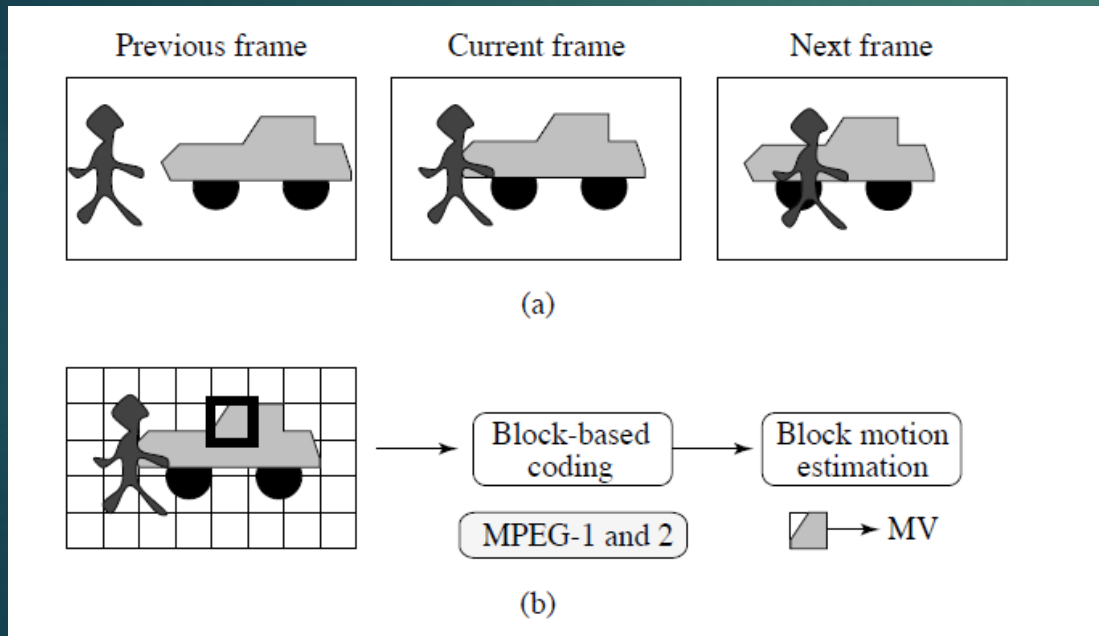 Previous frame
Current frame
Next frame
(a)
Block-based
coding
Block motion
estimation
MPEG-1 and 2
MV
(b)